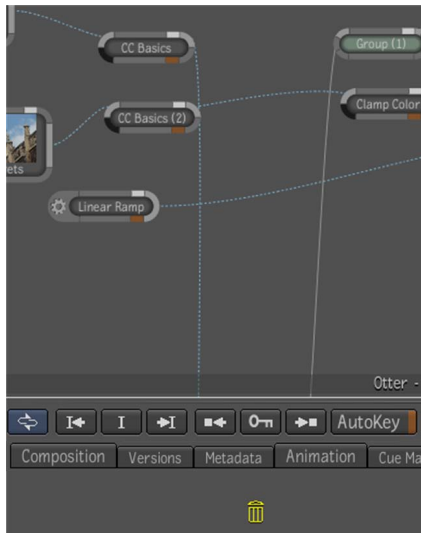 CC Basics
Group (1)
CC Basics (2)
Clamp Color
ets
Linear Ramp
Otter -
AutoKey
Composition Versions Metadata Animation Cue Ma